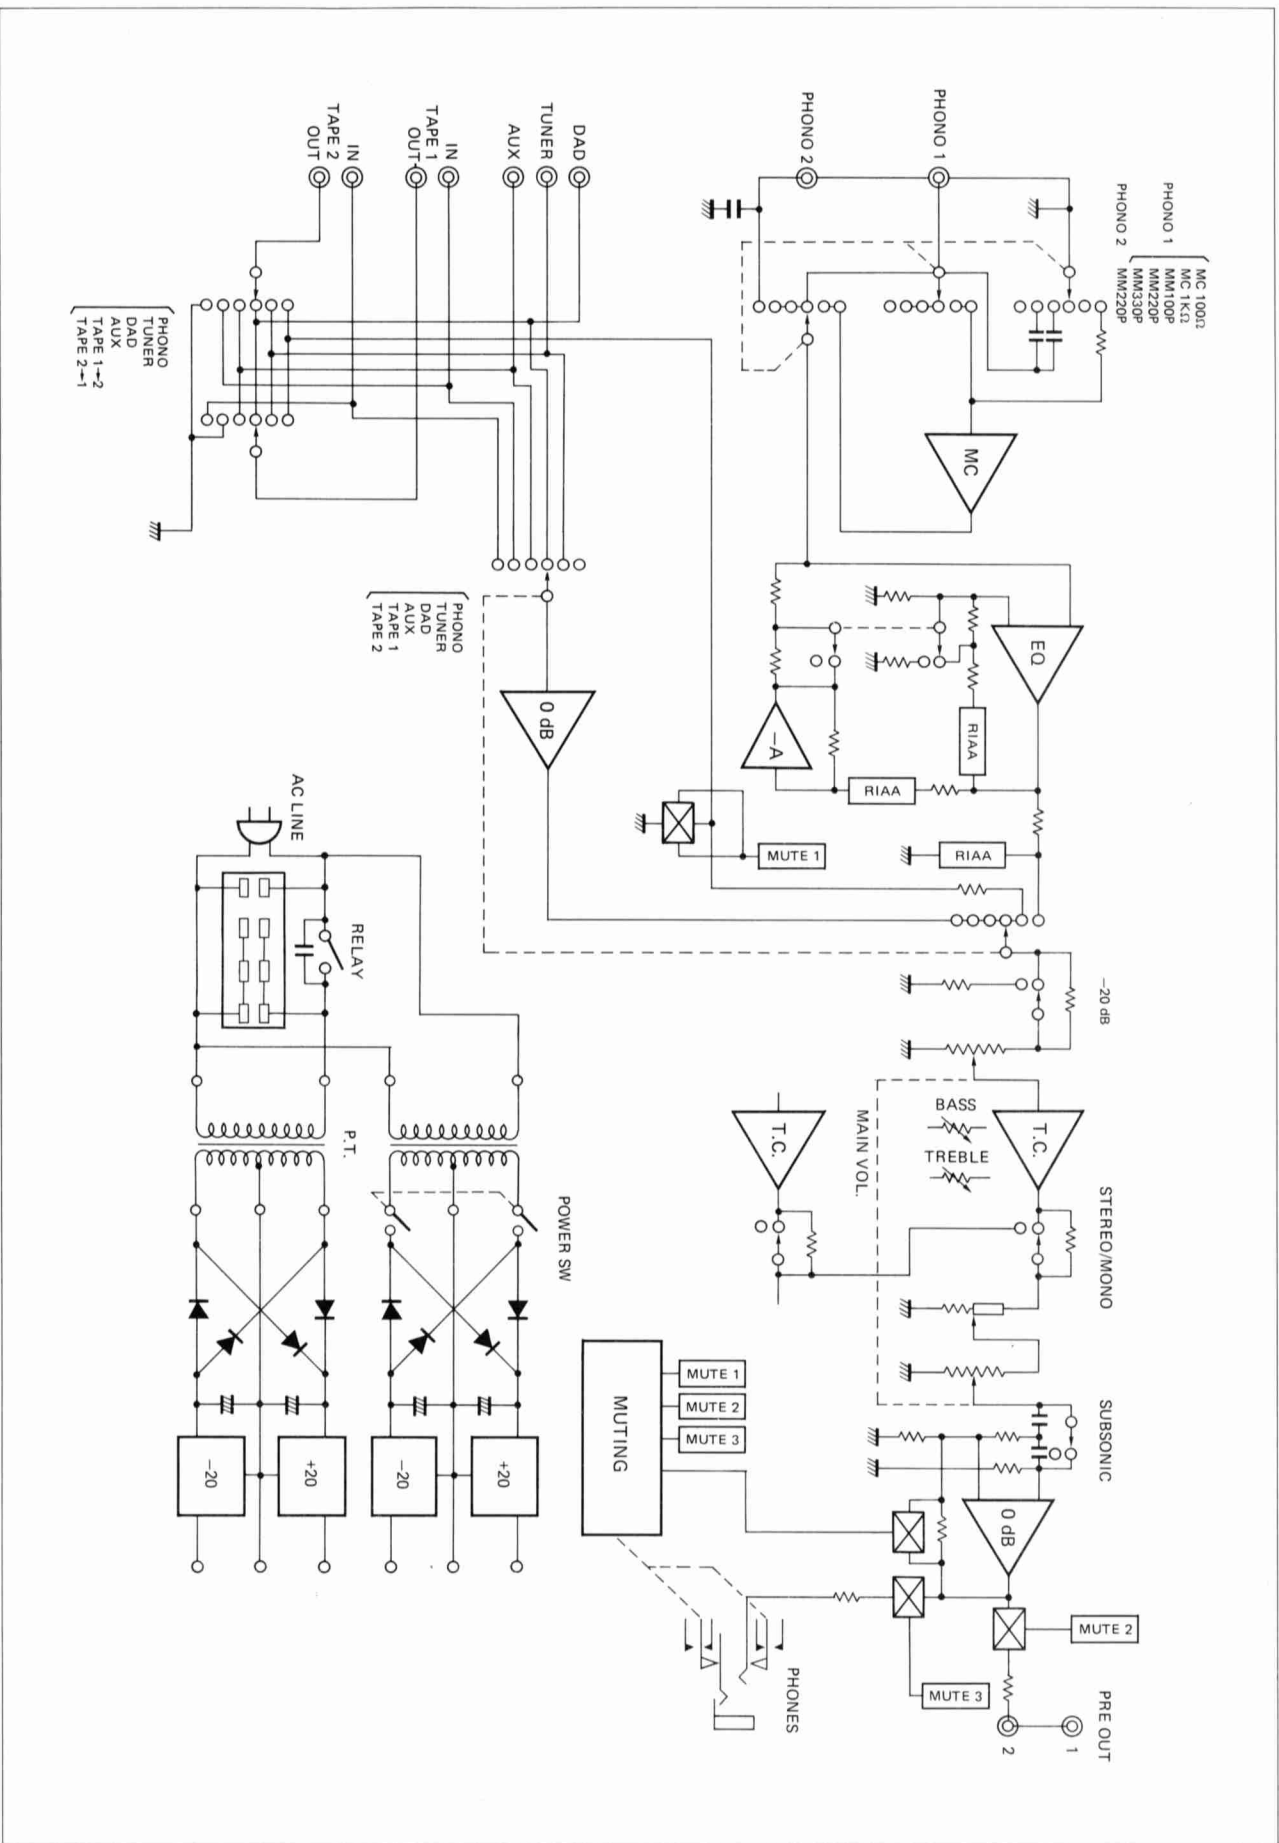 PHONO 1
PHONO 2
MC 100Ω
MC 1KΩ
MM100P
MM220P
MM330P
MM220P
PHONO 1
PHONO 2
DAD
TUNER
AUX
IN
TAPE 1
OUT
IN
TAPE 2
OUT
PHONO
TUNER
DAD
AUX
TAPE 1→2
TAPE 2→1
MC
EQ
RIAA
RIAA
RIAA
–A
MUTE 1
PHONO
TUNER
DAD
AUX
TAPE 1
TAPE 2
0 dB
–20 dB
T.C.
BASS
TREBLE
T.C.
MAIN VOL.
STEREO/MONO
SUBSONIC
0 dB
MUTE 2
MUTE 3
PRE OUT
1
2
PHONES
MUTING
MUTE 1
MUTE 2
MUTE 3
AC LINE
RELAY
P.T.
POWER SW
+20
–20
+20
–20